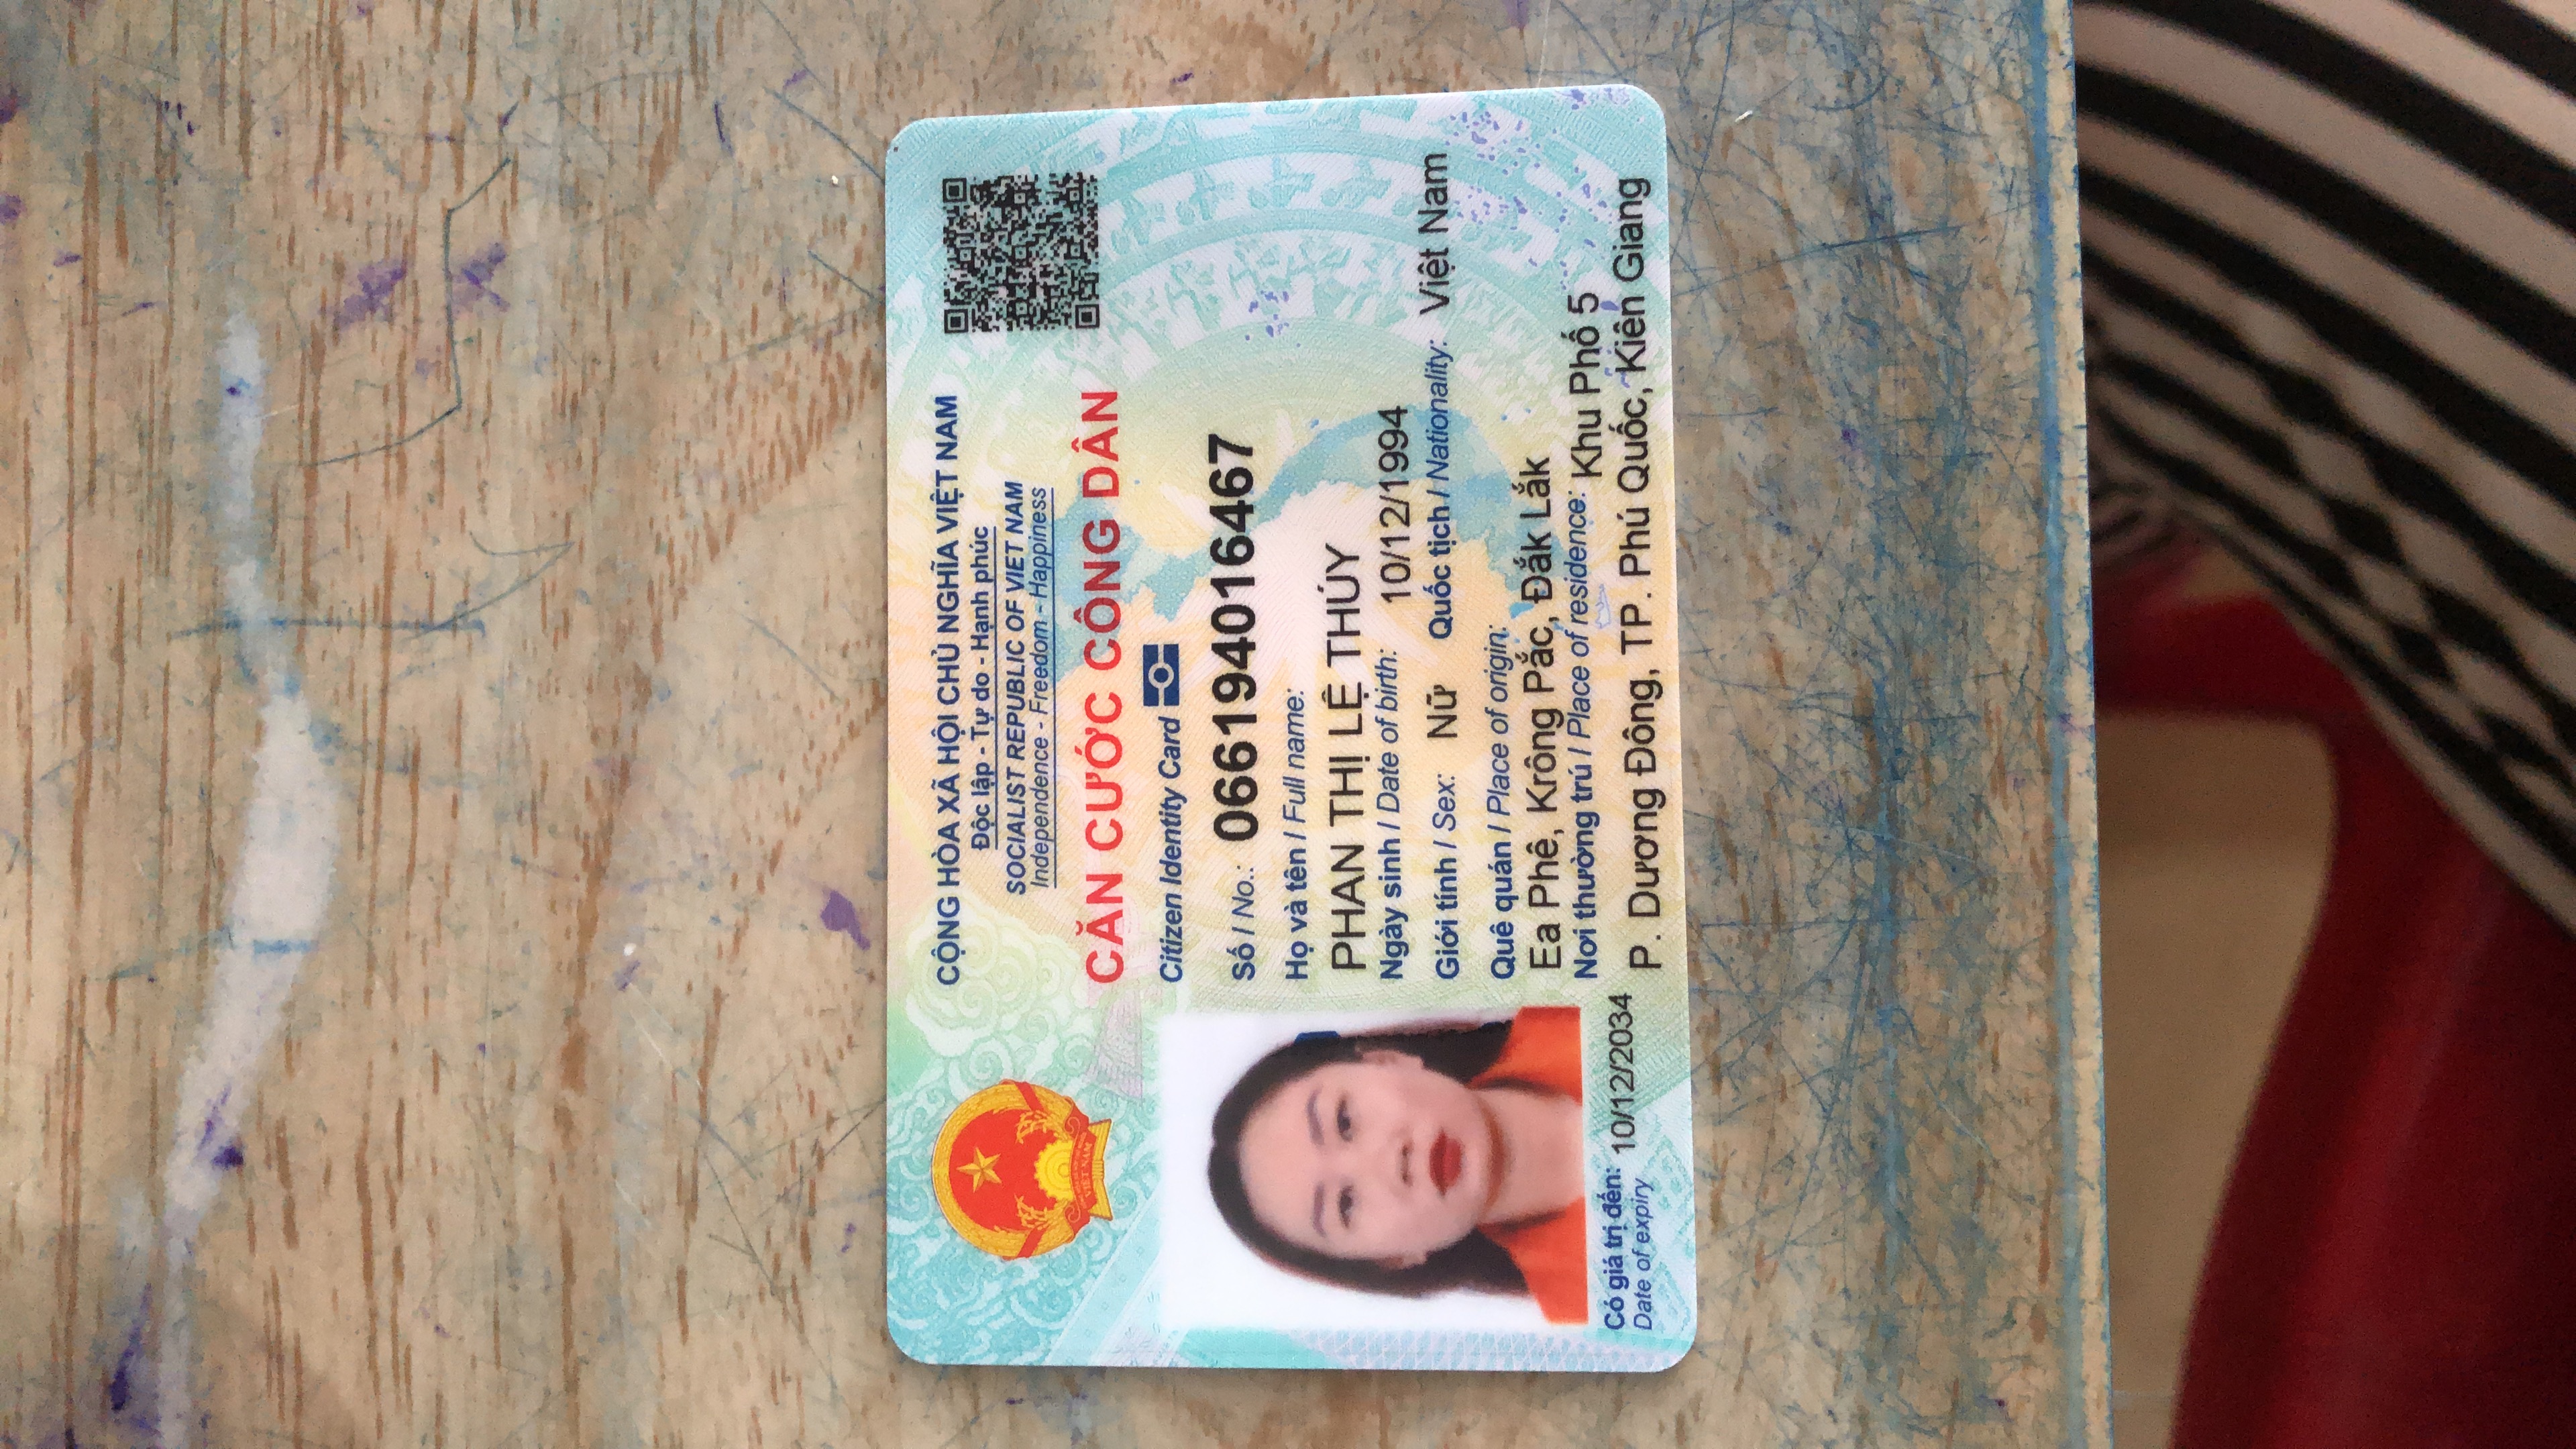 CỘNG HÒA XÃ HỘI CHỦ NGHĨA VIỆT NAM
Độc lập - Tự do - Hạnh phúc
SOCIALIST REPUBLIC OF VIET NAM
Independence - Freedom - Happiness
CĂN CƯỚC CÔNG DÂN
Citizen Identity Card
Số / No.: 066194016467
Họ và tên / Full name:
PHAN THỊ LỆ THÚY
Ngày sinh / Date of birth: 10/12/1994
Giới tính / Sex: Nữ Quốc tịch / Nationality: Việt Nam
Quê quán / Place of origin:
Ea Phê, Krông Pắc, Đắk Lắk
Nơi thường trú / Place of residence: Khu Phố 5
P. Dương Đông, TP. Phú Quốc, Kiên Giang
Có giá trị đến: 10/12/2034
Date of expiry
VIỆT NAM